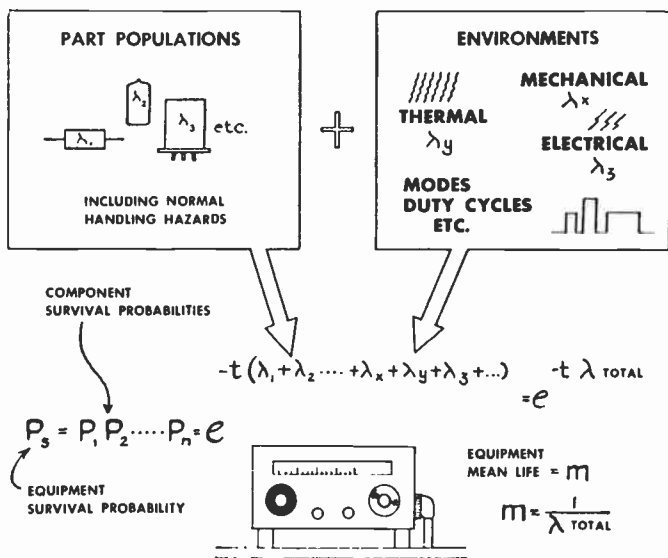 PART POPULATIONS
λ₁
λ₂
λ₃
etc.
INCLUDING NORMAL
HANDLING HAZARDS
+
ENVIRONMENTS
THERMAL
λy
MECHANICAL
λx
ELECTRICAL
λ₃
MODES
DUTY CYCLES
ETC.
COMPONENT
SURVIVAL PROBABILITIES
Pₛ = P₁ P₂ ..... Pₙ = e -t (λ₁ + λ₂ .... + λx + λy + λ₃ + ...) = e -t λ TOTAL
EQUIPMENT
SURVIVAL PROBABILITY
EQUIPMENT
MEAN LIFE = m
m = 1 / λ TOTAL